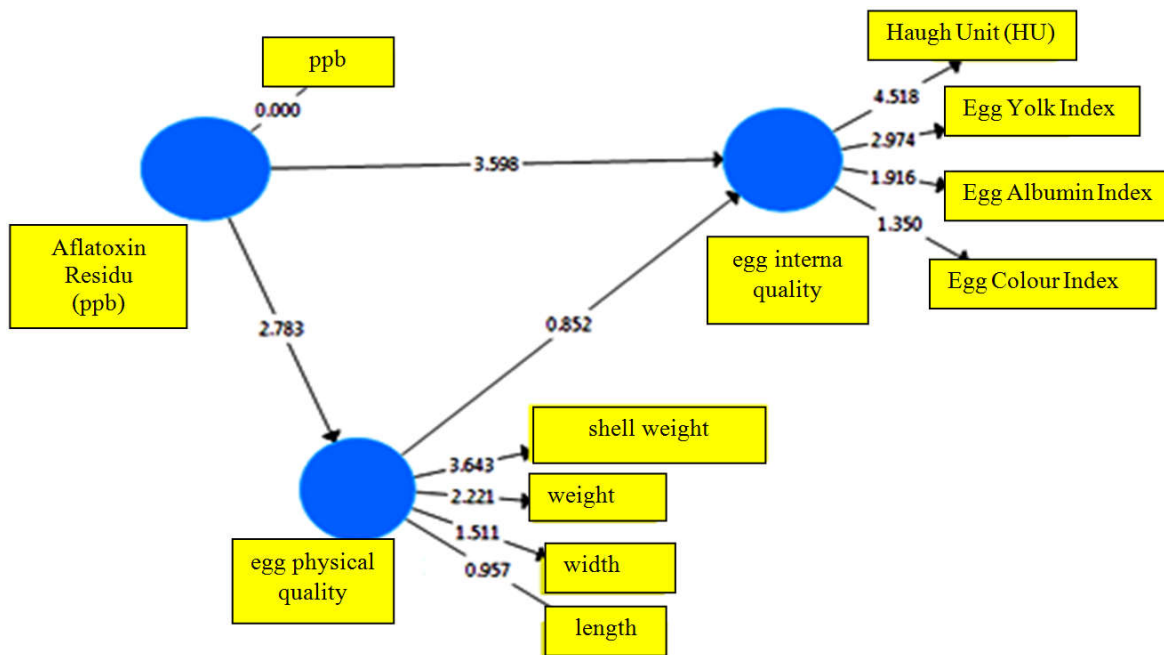 Haugh Unit (HU)
ppb
0.000
4.518
Egg Yolk Index
2.974
3.598
1.916
Egg Albumin Index
1.350
Aflatoxin
Residu
(ppb)
egg interna
quality
Egg Colour Index
2.783
0.852
shell weight
3.643
2.221
weight
1.511
egg physical
quality
width
0.957
length